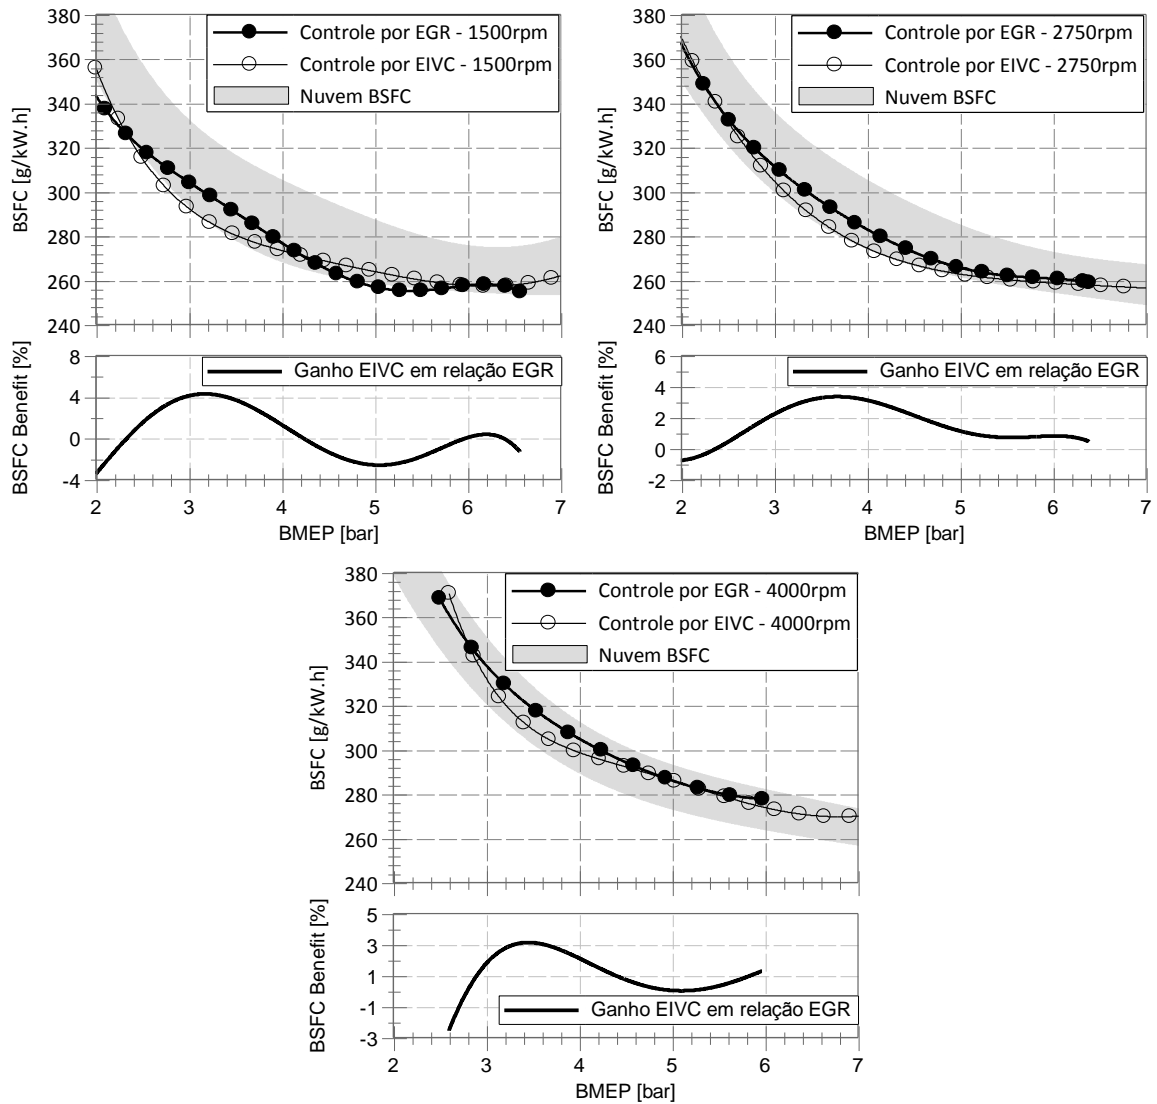 380
360
340
320
300
280
260
240
BSFC [g/kW.h]
Controle por EGR - 1500rpm
Controle por EIVC - 1500rpm
Nuvem BSFC
8
4
0
-4
BSFC Benefit [%]
Ganho EIVC em relação EGR
2 3 4 5 6 7
BMEP [bar]
380
360
340
320
300
280
260
240
BSFC [g/kW.h]
Controle por EGR - 2750rpm
Controle por EIVC - 2750rpm
Nuvem BSFC
6
4
2
0
-2
BSFC Benefit [%]
Ganho EIVC em relação EGR
2 3 4 5 6 7
BMEP [bar]
380
360
340
320
300
280
260
240
BSFC [g/kW.h]
Controle por EGR - 4000rpm
Controle por EIVC - 4000rpm
Nuvem BSFC
5
3
1
-1
-3
BSFC Benefit [%]
Ganho EIVC em relação EGR
2 3 4 5 6 7
BMEP [bar]